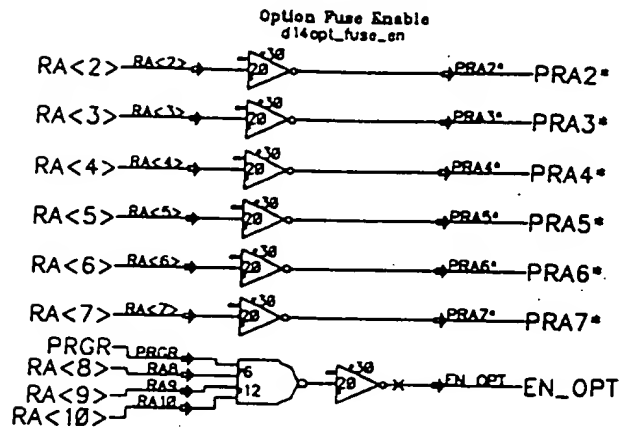 Option Fuse Enable
d14opt_fuse_en
RA<2> RA<2> 30 20 PRA2* PRA2*
RA<3> RA<3> 30 20 PRA3* PRA3*
RA<4> RA<4> 30 20 PRA4* PRA4*
RA<5> RA<5> 30 20 PRA5* PRA5*
RA<6> RA<6> 30 20 PRA6* PRA6*
RA<7> RA<7> 30 20 PRA7* PRA7*
PRGR PRGR 30
RA<8> RA8 6 20 EN_OPT EN_OPT
RA<9> RA9 12
RA<10> RA10